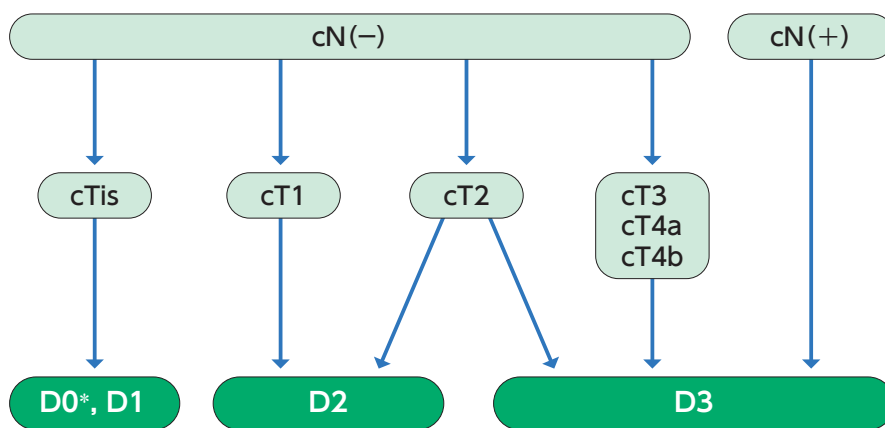 cN(−)
cN(+)
cTis
cT1
cT2
cT3
cT4a
cT4b
D0*, D1
D2
D3